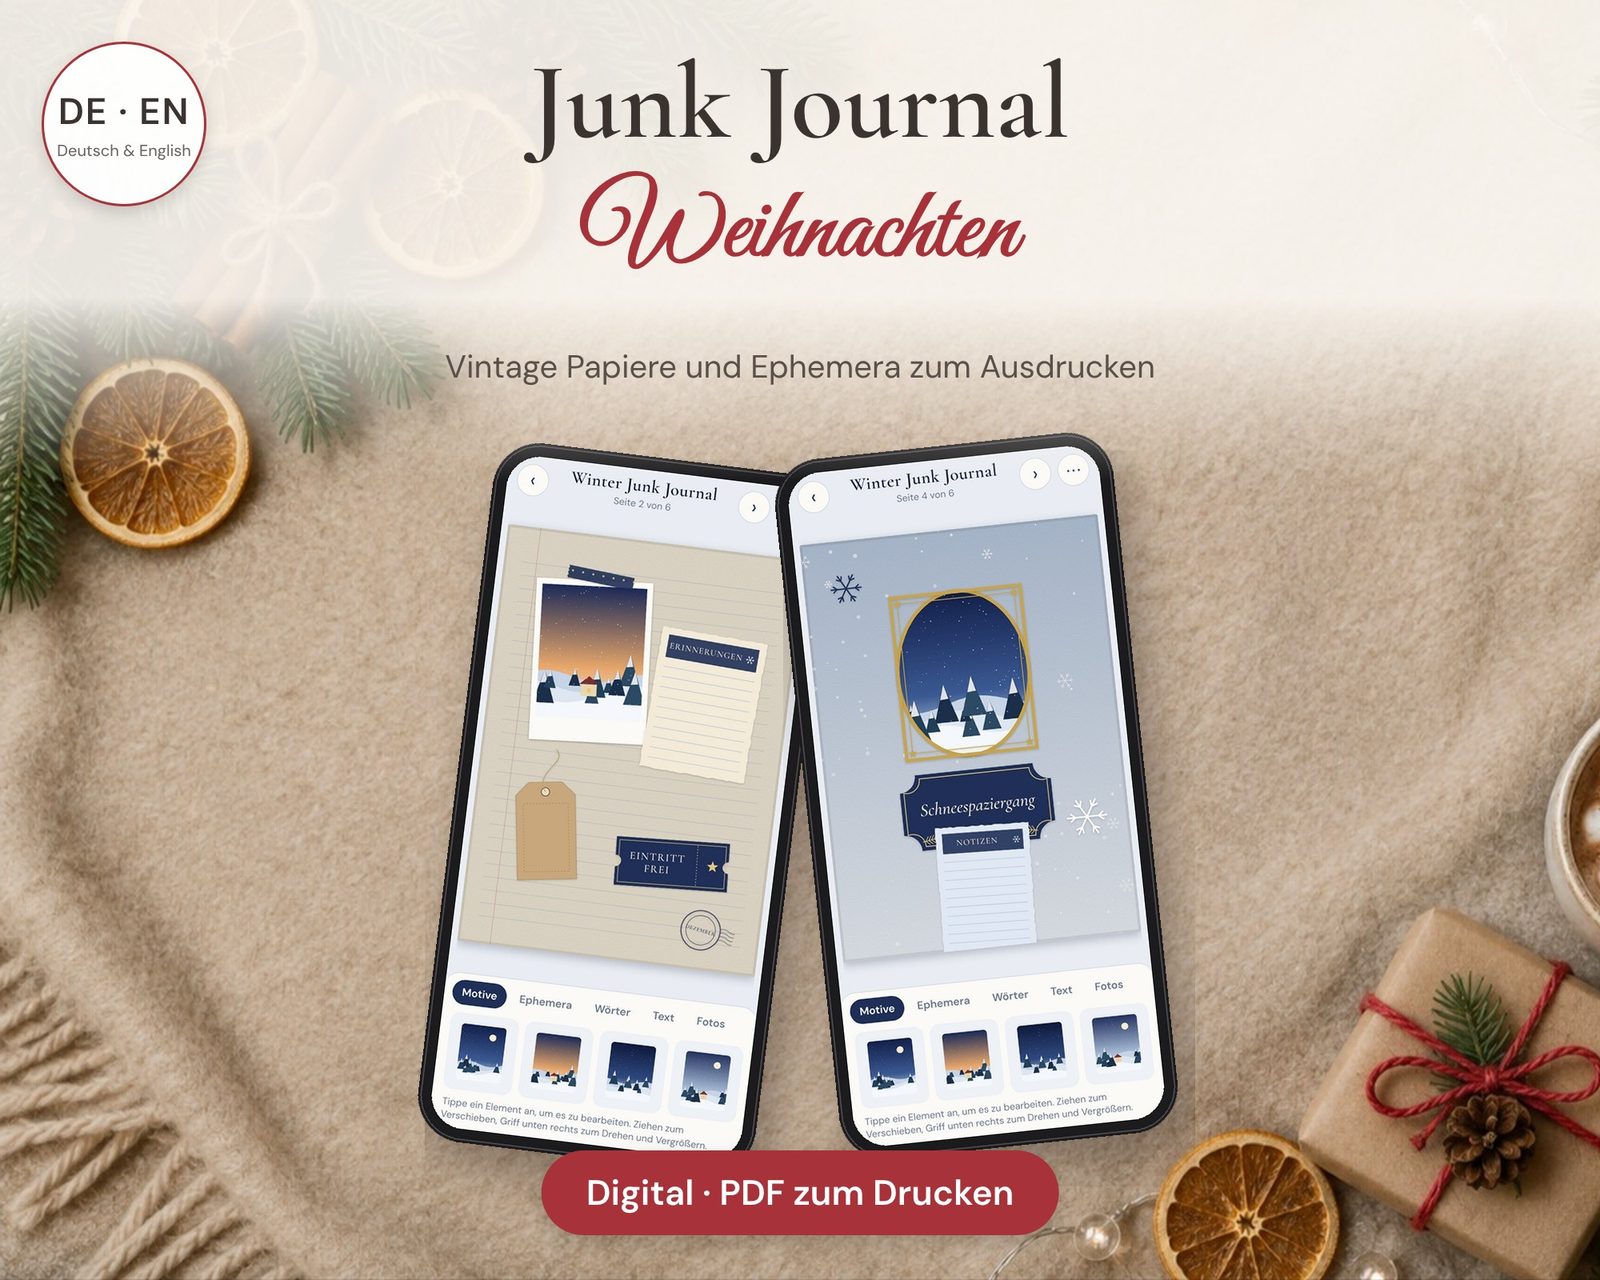 DE · EN
Deutsch & English
Junk Journal
Weihnachten
Vintage Papiere und Ephemera zum Ausdrucken
‹
Winter Junk Journal
›
Seite 2 von 6
ERINNERUNGEN
EINTRITT
FREI
DEZEMBER
Motive
Ephemera
Wörter
Text
Fotos
Tippe ein Element an, um es zu bearbeiten. Ziehen zum
Verschieben, Griff unten rechts zum Drehen und Vergrößern.
‹
Winter Junk Journal
›
···
Seite 4 von 6
Schneespaziergang
NOTIZEN
Motive
Ephemera
Wörter
Text
Fotos
Tippe ein Element an, um es zu bearbeiten. Ziehen zum
Verschieben, Griff unten rechts zum Drehen und Vergrößern.
Digital · PDF zum Drucken